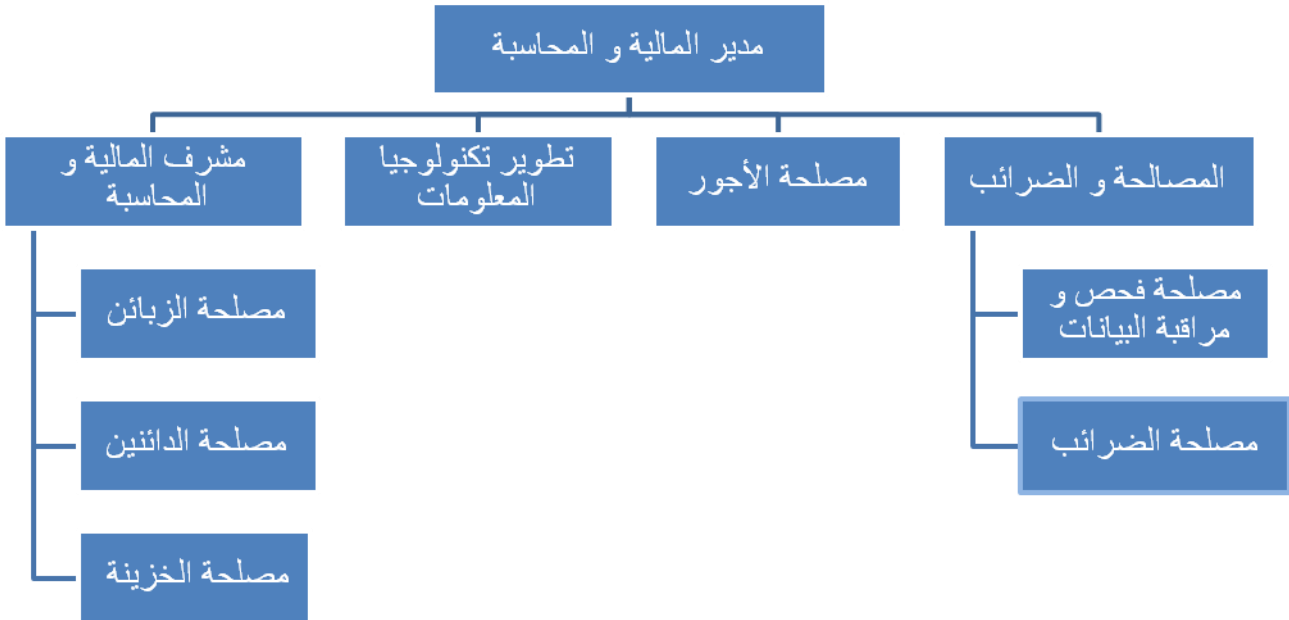 مدير المالية و المحاسبة
المصالحة و الضرائب
مصلحة الأجور
تطوير تكنولوجيا
المعلومات
مشرف المالية و
المحاسبة
مصلحة فحص و
مراقبة البيانات
مصلحة الضرائب
مصلحة الزبائن
مصلحة الدائنين
مصلحة الخزينة